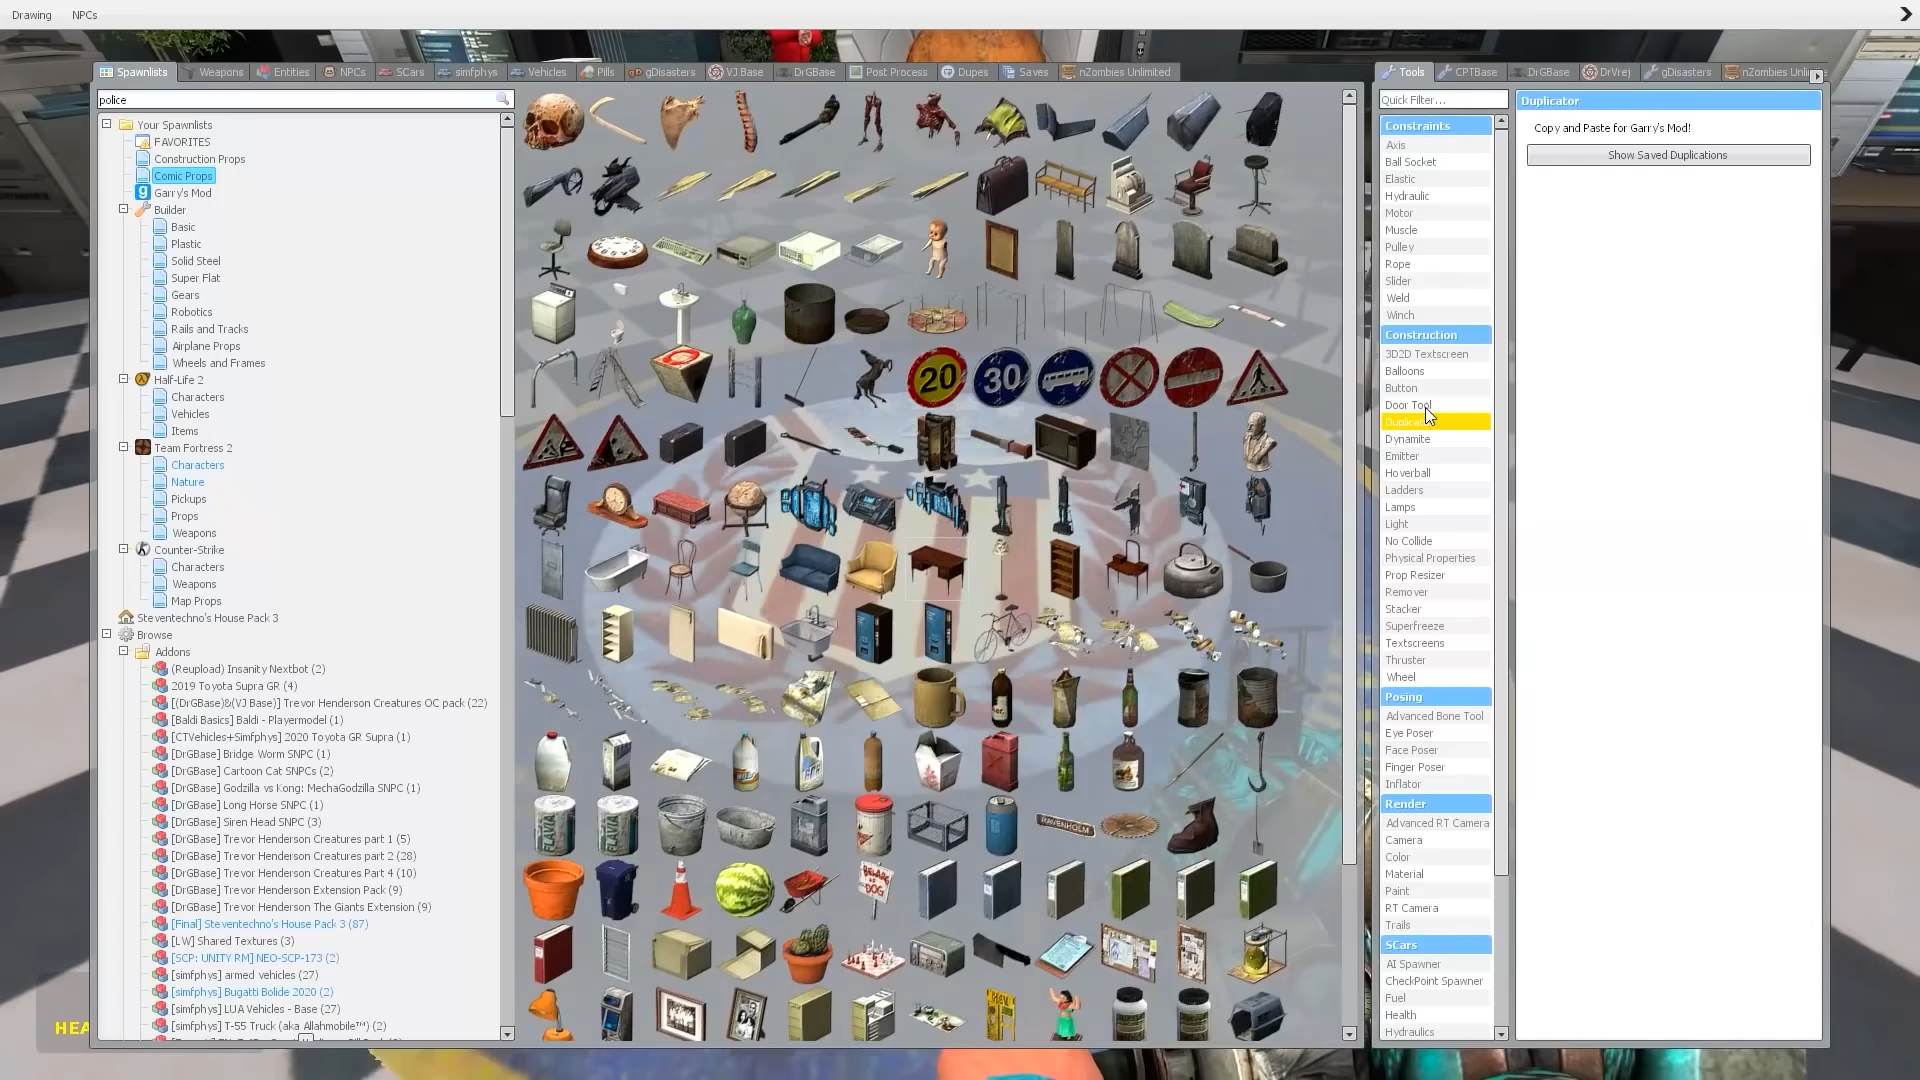 Drawing NPCs
Spawnlists Weapons Entities NPCs SCars simfphys Vehicles Pills gDisasters VJ Base DrGBase Post Process Dupes Saves nZombies Unlimited
Tools CPTBase DrGBase DrVrej gDisasters
police
Your Spawnlists
FAVORITES
Construction Props
Comic Props
Garry's Mod
Builder
Basic
Plastic
Solid Steel
Super Flat
Gears
Robotics
Rails and Tracks
Airplane Props
Wheels and Frames
Half-Life 2
Characters
Vehicles
Items
Team Fortress 2
Characters
Nature
Pickups
Props
Weapons
Counter-Strike
Characters
Weapons
Map Props
Steventechno's House Pack 3
Browse
Addons
(Reupload) Insanity Nextbot (2)
2019 Toyota Supra GR (4)
[(DrGBase)&(VJ Base)] Trevor Henderson Creatures OC pack (22)
[Baldi Basics] Baldi - Playermodel (1)
[CTVehicles+Simfphys] 2020 Toyota GR Supra (1)
[DrGBase] Bridge Worm SNPC (1)
[DrGBase] Cartoon Cat SNPCs (2)
[DrGBase] Godzilla vs Kong: MechaGodzilla SNPC (1)
[DrGBase] Long Horse SNPC (1)
[DrGBase] Siren Head SNPC (3)
[DrGBase] Trevor Henderson Creatures part 1 (5)
[DrGBase] Trevor Henderson Creatures part 2 (28)
[DrGBase] Trevor Henderson Creatures Part 4 (10)
[DrGBase] Trevor Henderson Extension Pack (9)
[DrGBase] Trevor Henderson The Giants Extension (9)
[Final] Steventechno's House Pack 3 (87)
[LW] Shared Textures (3)
[SCP: UNITY RM] NEO-SCP-173 (2)
[simfphys] armed vehicles (27)
[simfphys] Bugatti Bolide 2020 (2)
[simfphys] LUA Vehicles - Base (27)
[simfphys] T-55 Truck (aka Allahmobile™) (2)
HEA
20
30
RAVENHOLM
BEWARE
OF
DOG
Quick Filter...
Constraints
Axis
Ball Socket
Elastic
Hydraulic
Motor
Muscle
Pulley
Rope
Slider
Weld
Winch
Construction
3D2D Textscreen
Balloons
Button
Door Tool
Duplicator
Dynamite
Emitter
Hoverball
Ladders
Lamps
Light
No Collide
Physical Properties
Prop Resizer
Remover
Stacker
Superfreeze
Textscreens
Thruster
Wheel
Posing
Advanced Bone Tool
Eye Poser
Face Poser
Finger Poser
Inflator
Render
Advanced RT Camera
Camera
Color
Material
Paint
RT Camera
Trails
SCars
AI Spawner
CheckPoint Spawner
Fuel
Health
Hydraulics
Duplicator
Copy and Paste for Garry's Mod!
Show Saved Duplications